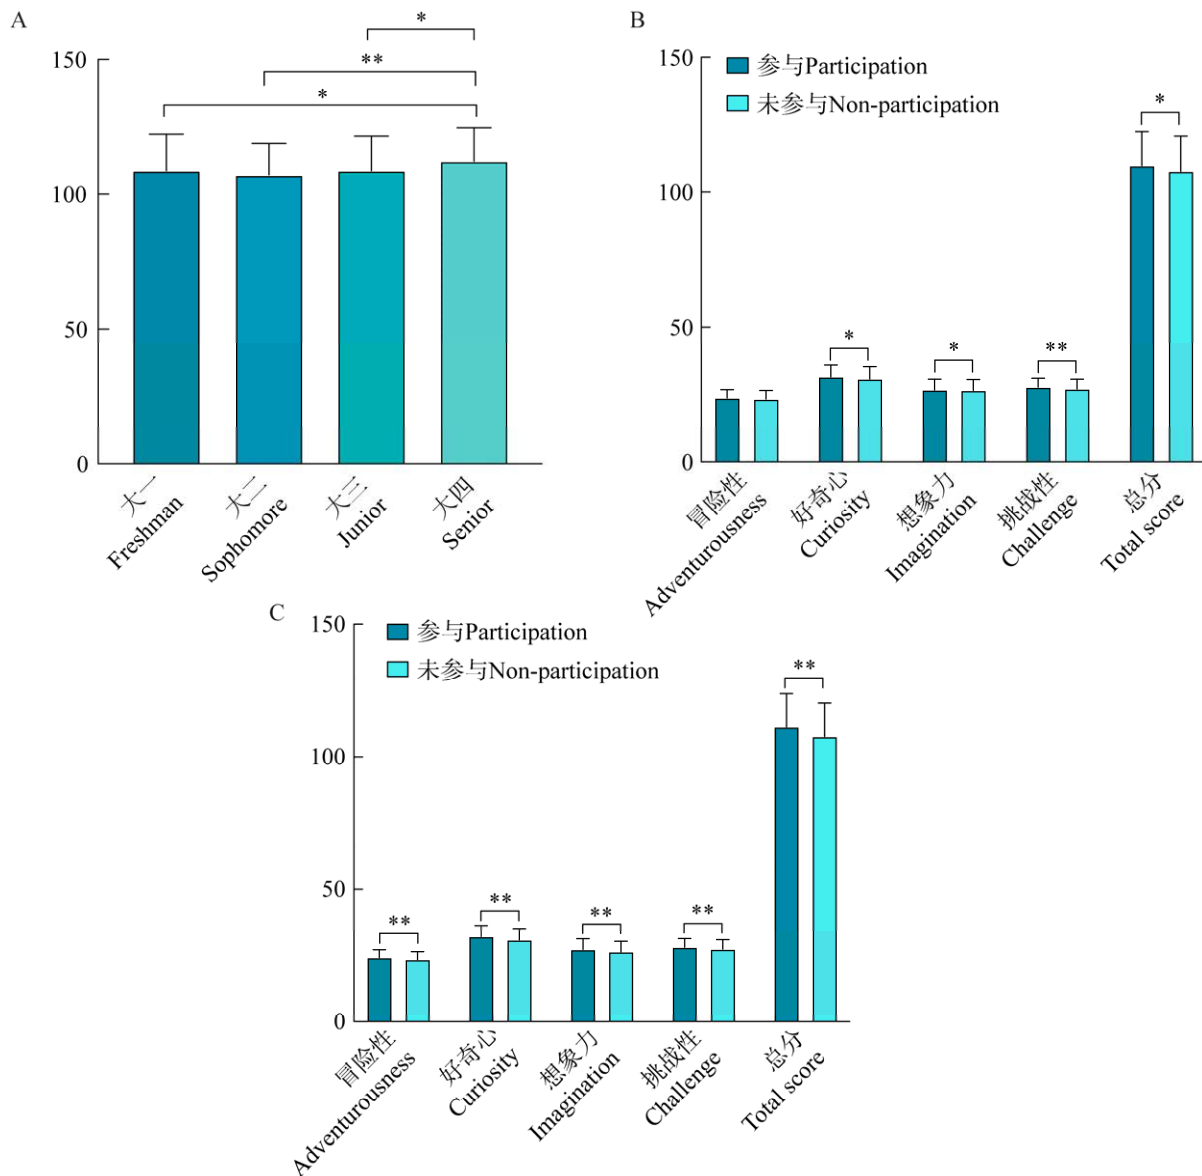 A
*
**
*
150
100
50
0
大一
Freshman
大二
Sophomore
大三
Junior
大四
Senior
B
参与Participation
未参与Non-participation
150
100
50
0
*
*
**
*
冒险性
Adventurousness
好奇心
Curiosity
想象力
Imagination
挑战性
Challenge
总分
Total score
C
参与Participation
未参与Non-participation
150
100
50
0
**
**
**
**
**
冒险性
Adventurousness
好奇心
Curiosity
想象力
Imagination
挑战性
Challenge
总分
Total score